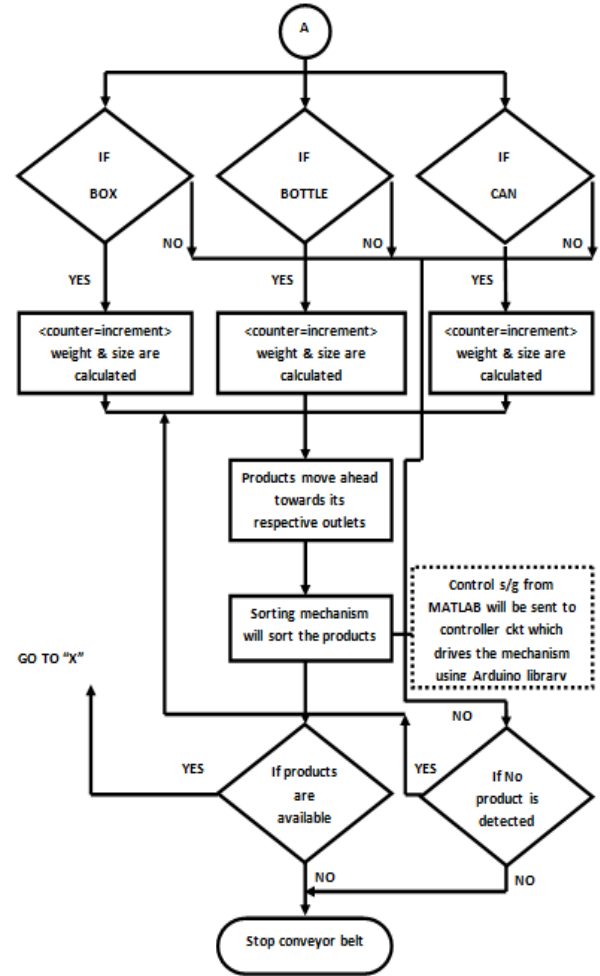 A
IF
BOX
IF
BOTTLE
IF
CAN
NO
NO
NO
YES
YES
YES
<counter=increment>
weight & size are
calculated
<counter=increment>
weight & size are
calculated
<counter=increment>
weight & size are
calculated
Products move ahead
towards its
respective outlets
Sorting mechanism
will sort the products
Control s/g from
MATLAB will be sent to
controller ckt which
drives the mechanism
using Arduino library
GO TO "X"
NO
YES
If products
are
available
YES
If No
product is
detected
NO
NO
Stop conveyor belt